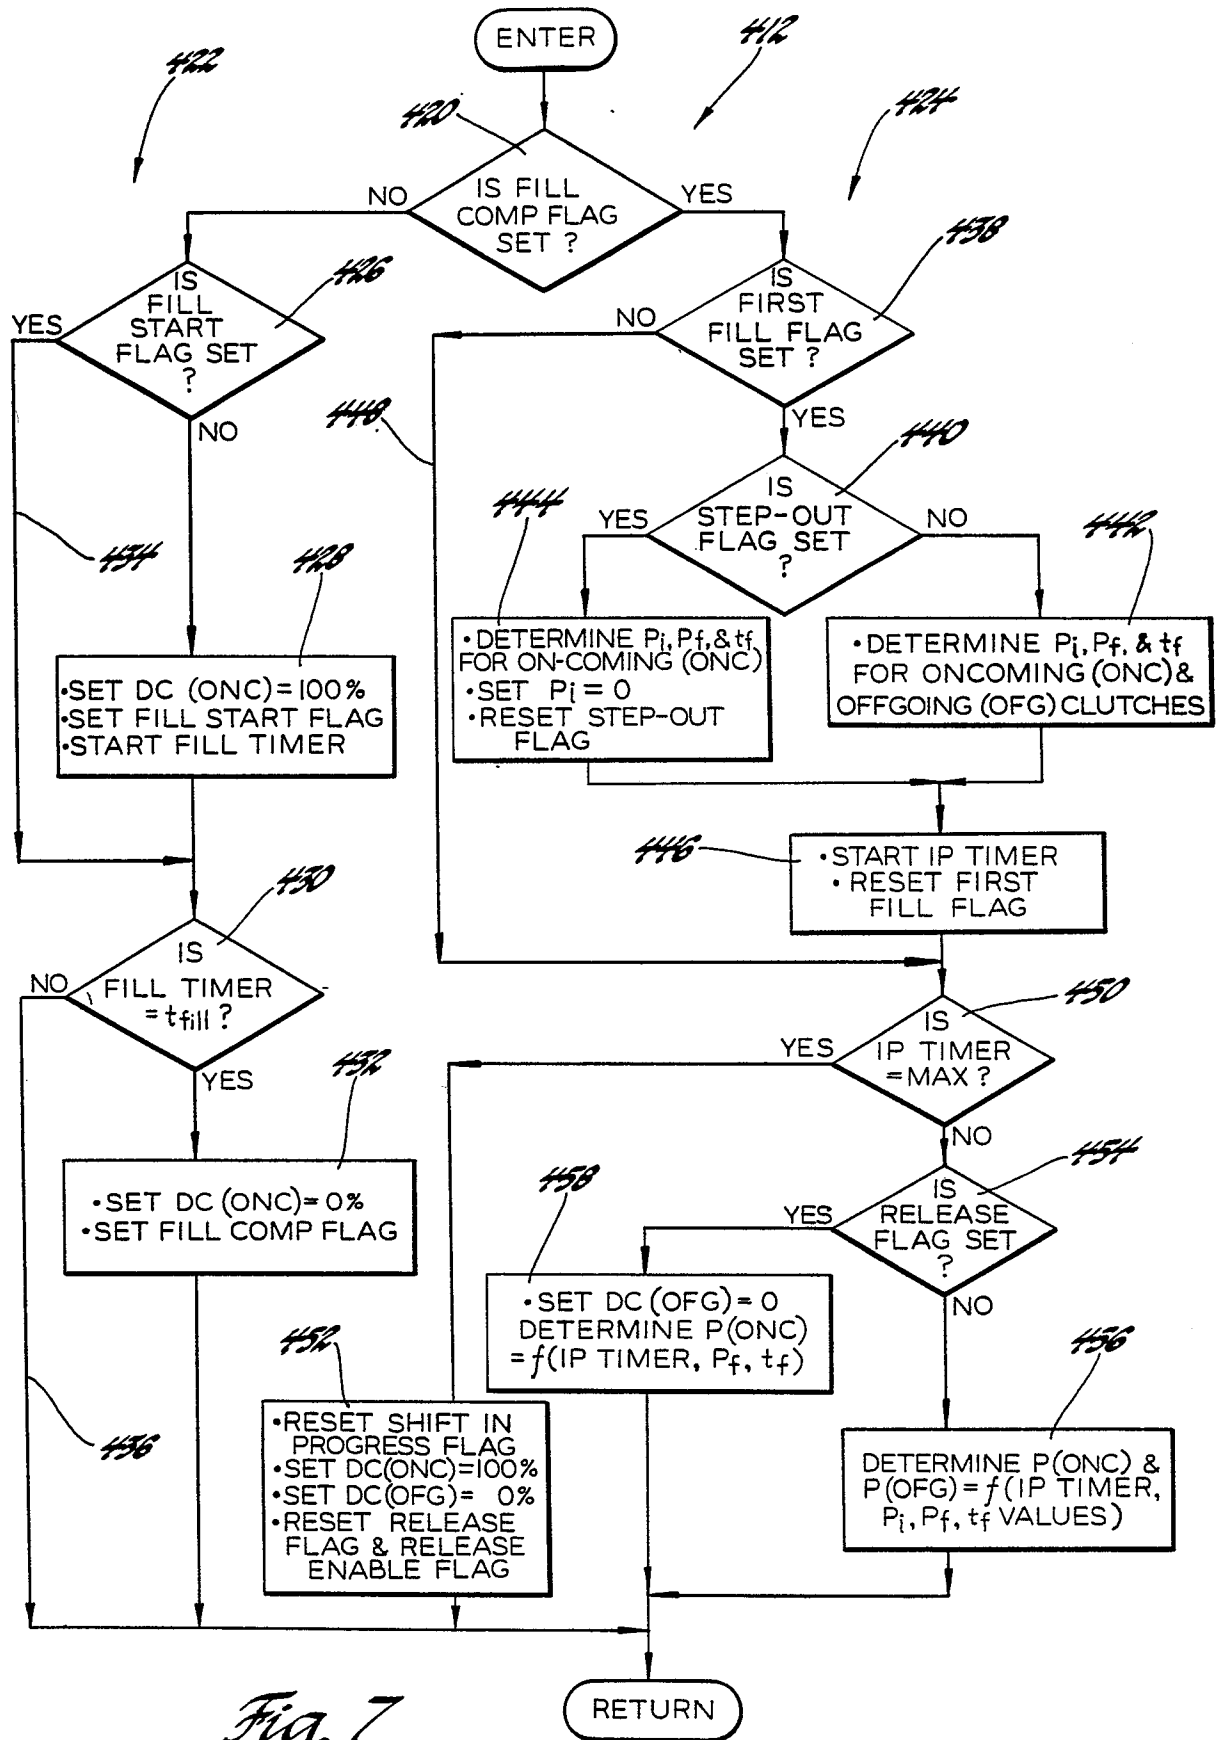 ENTER
412
422
424
420
IS FILL
COMP FLAG
SET ?
NO
YES
438
426
IS
FILL
START
FLAG SET
?
YES
NO
IS
FIRST
FILL FLAG
SET ?
NO
YES
448
440
IS
STEP-OUT
FLAG SET
?
YES
NO
444
442
434
428
•SET DC (ONC)=100%
•SET FILL START FLAG
•START FILL TIMER
•DETERMINE Pi, Pf, & tf
FOR ON-COMING (ONC)
•SET Pi = 0
•RESET STEP-OUT
FLAG
•DETERMINE Pi, Pf, & tf
FOR ONCOMING (ONC)&
OFFGOING (OFG) CLUTCHES
446
•START IP TIMER
•RESET FIRST
FILL FLAG
430
IS
FILL TIMER
=tfill ?
NO
YES
450
IS
IP TIMER
=MAX ?
YES
NO
432
•SET DC (ONC)= 0%
•SET FILL COMP FLAG
454
IS
RELEASE
FLAG SET
?
YES
NO
458
•SET DC (OFG)= 0
DETERMINE P(ONC)
=f(IP TIMER, Pf, tf)
452
•RESET SHIFT IN
PROGRESS FLAG
•SET DC(ONC)=100%
•SET DC(OFG)= 0%
•RESET RELEASE
FLAG & RELEASE
ENABLE FLAG
456
DETERMINE P(ONC) &
P(OFG)=f(IP TIMER,
Pi, Pf, tf VALUES)
436
RETURN
Fig. 7